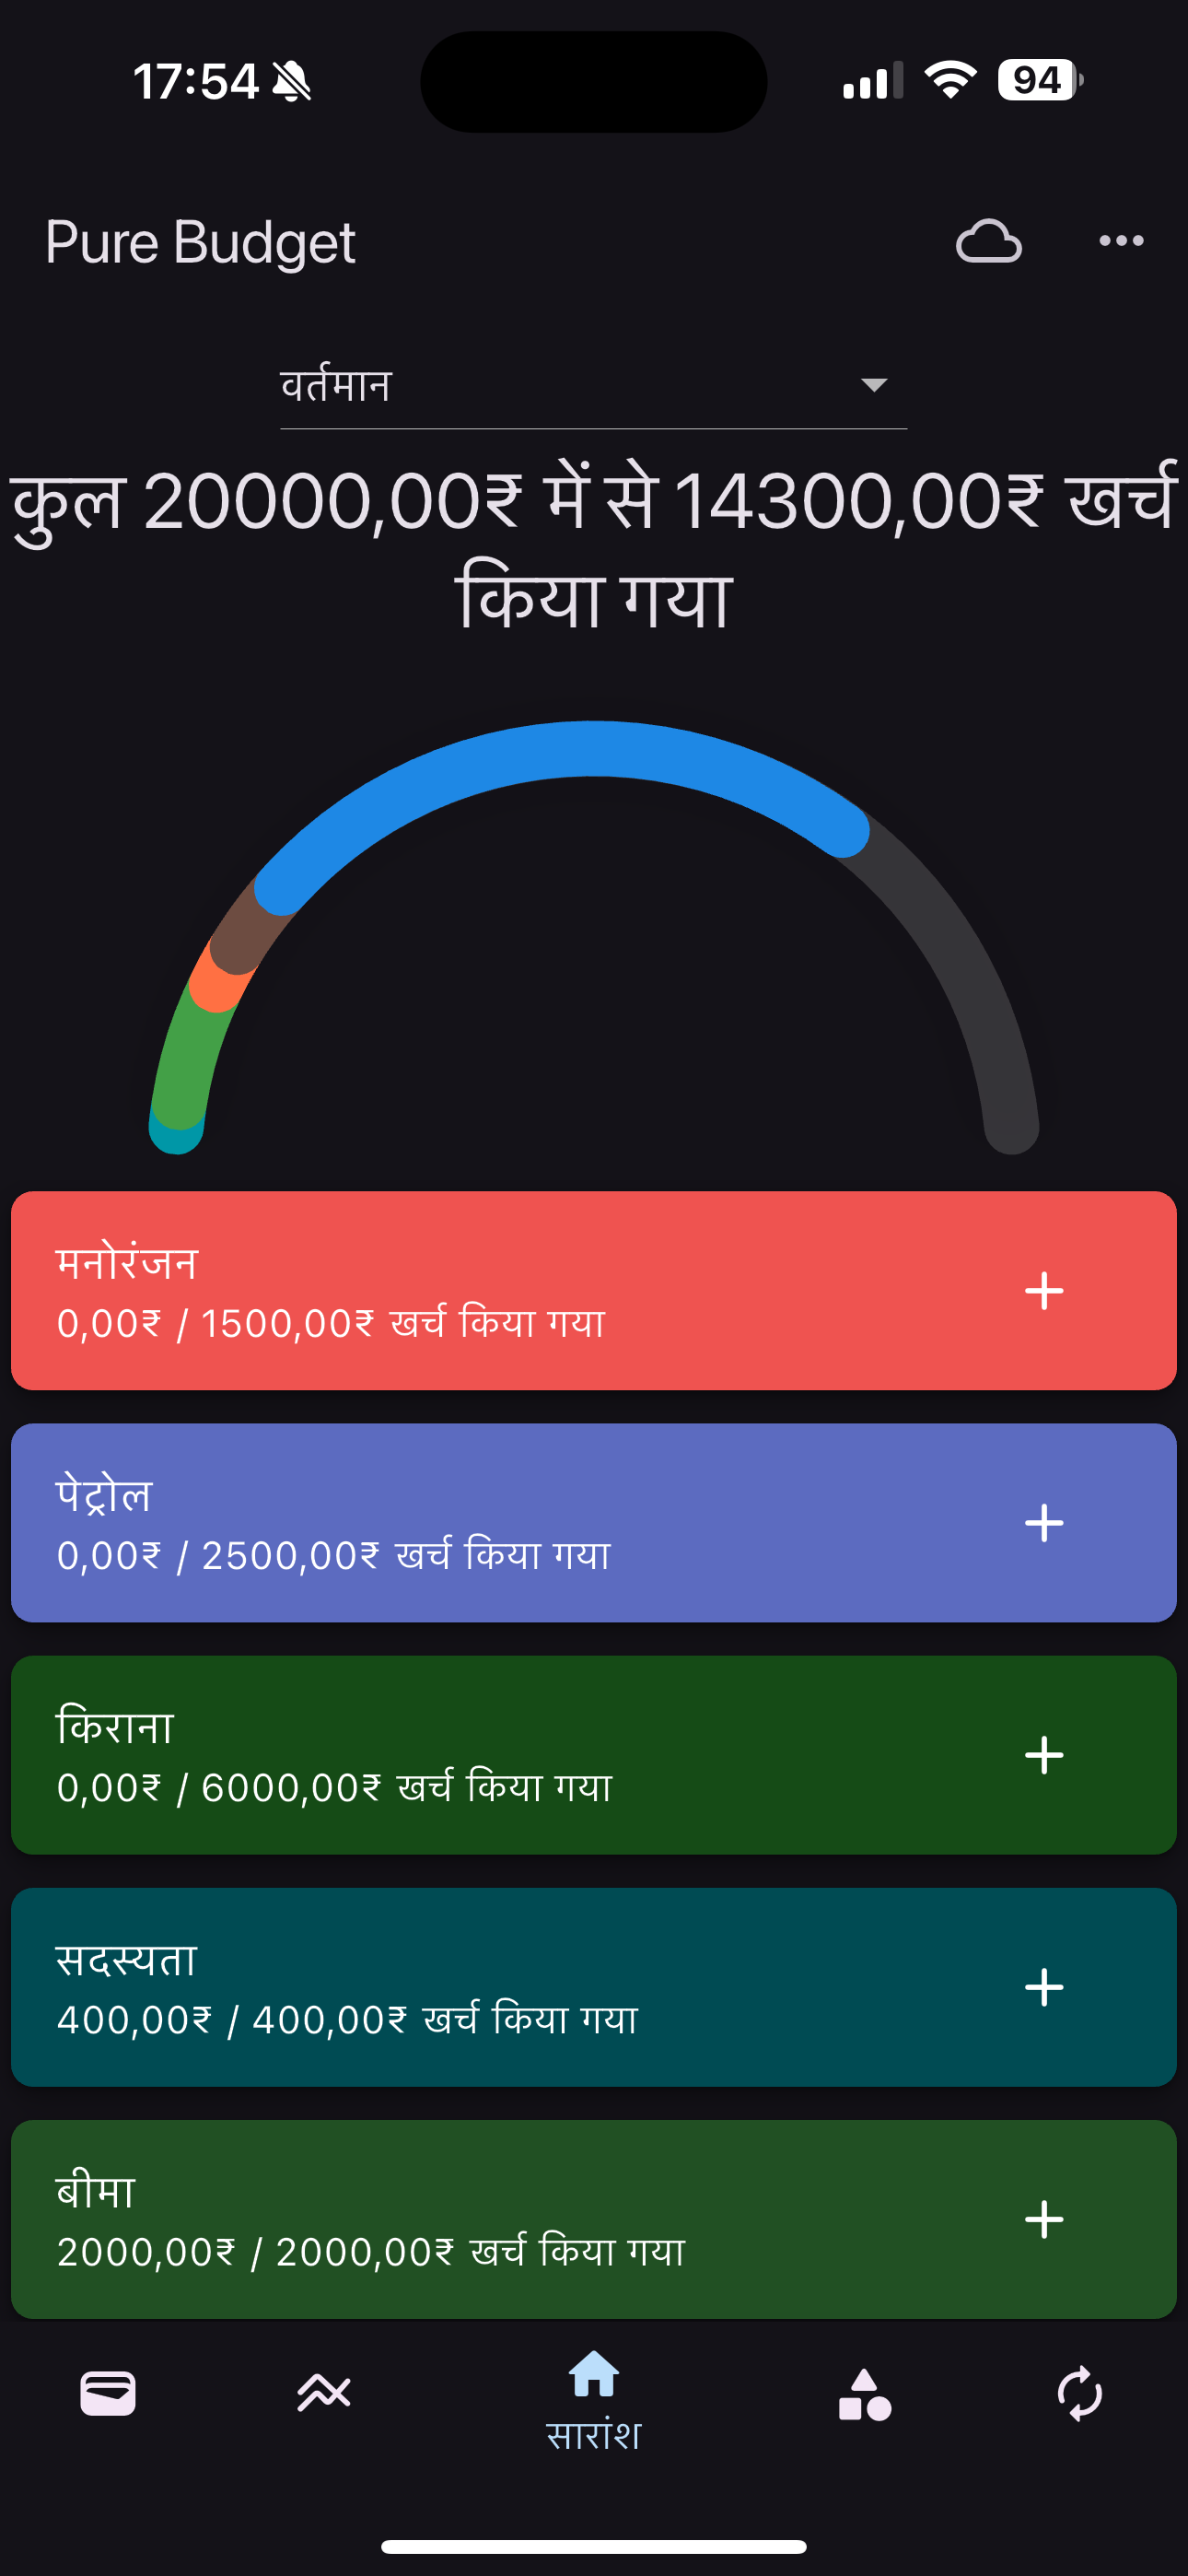 17:54
94
Pure Budget
वर्तमान
कुल 20000,00₹ में से 14300,00₹ खर्च
किया गया
मनोरंजन
0,00₹ / 1500,00₹ खर्च किया गया
पेट्रोल
0,00₹ / 2500,00₹ खर्च किया गया
किराना
0,00₹ / 6000,00₹ खर्च किया गया
सदस्यता
400,00₹ / 400,00₹ खर्च किया गया
बीमा
2000,00₹ / 2000,00₹ खर्च किया गया
सारांश